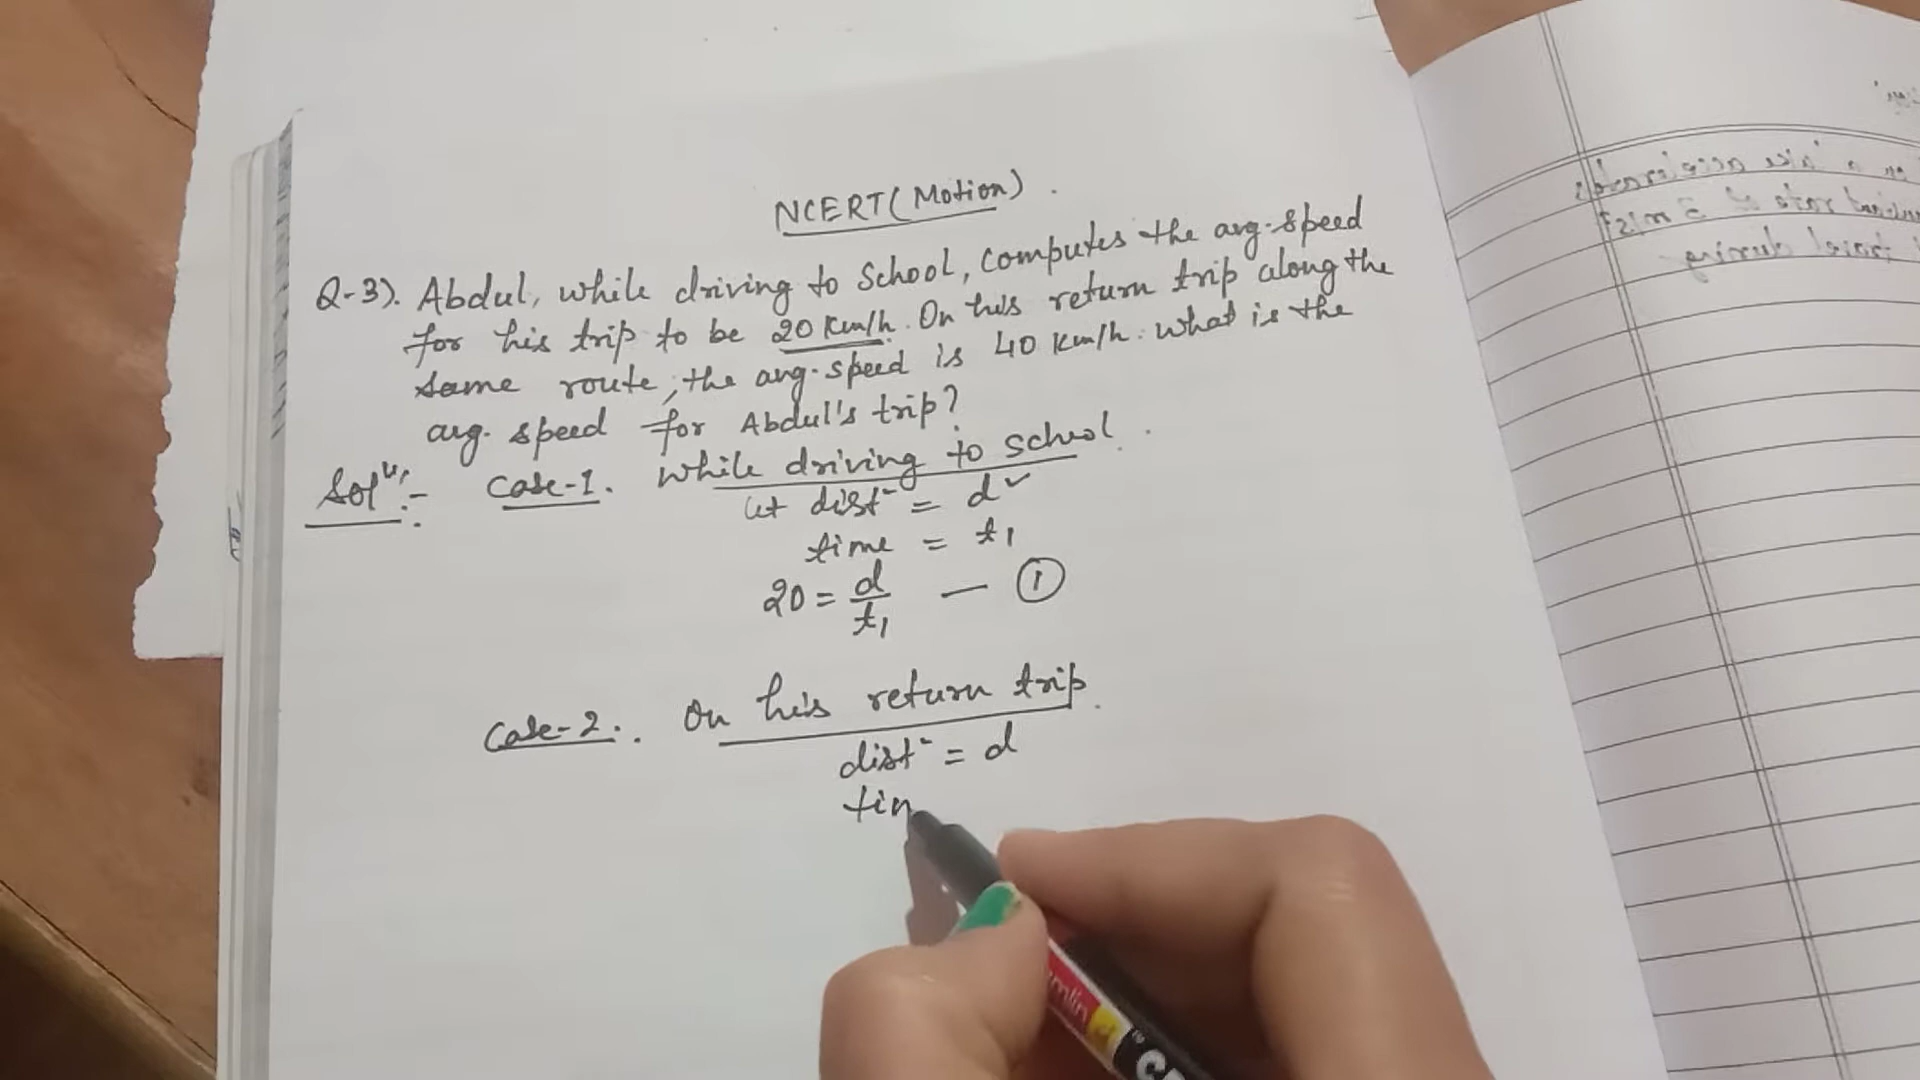 NCERT (Motion).
Q-3). Abdul, while driving to School, computes the avg. speed
for his trip to be 20 Km/h. On his return trip along the
same route, the avg. speed is 40 Km/h. what is the
avg. speed for Abdul's trip?
Solⁿ:- Case-1. While driving to school.
let dist = d
time = t₁
20 = d/t₁ — ①
Case-2. On his return trip.
dist = d
tim